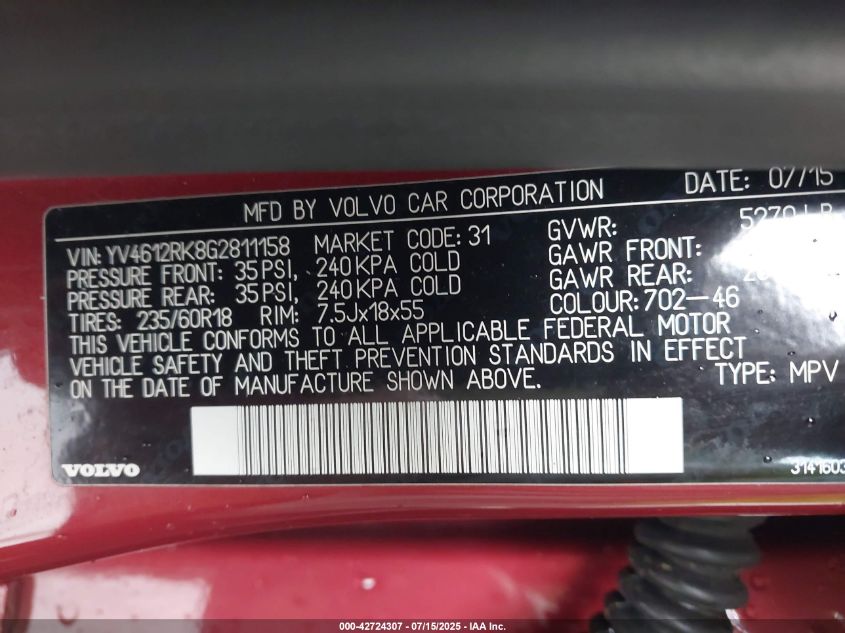 MFD BY VOLVO CAR CORPORATION DATE: 07/15
VIN: YV4612RK8G2811158 MARKET CODE: 31 GVWR: 5270 LB
PRESSURE FRONT: 35 PSI, 240 KPA COLD GAWR FRONT:
PRESSURE REAR: 35 PSI, 240 KPA COLD GAWR REAR:
TIRES: 235/60R18 RIM: 7.5Jx18x55 COLOUR: 702-46
THIS VEHICLE CONFORMS TO ALL APPLICABLE FEDERAL MOTOR
VEHICLE SAFETY AND THEFT PREVENTION STANDARDS IN EFFECT
ON THE DATE OF MANUFACTURE SHOWN ABOVE. TYPE: MPV
VOLVO 3141603
000-42724307 - 07/15/2025 - IAA Inc.